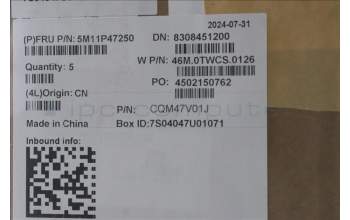 2024-07-31
(P)FRU P/N: 5M11P47250 DN: 8308451200
W P/N: 46M.0TWCS.0126
Quantity: 5
PO: 4502150762
(4L)Origin: CN
P/N: CQM47V01J
Made in China Box ID:7S04047U01071
Inbound info: